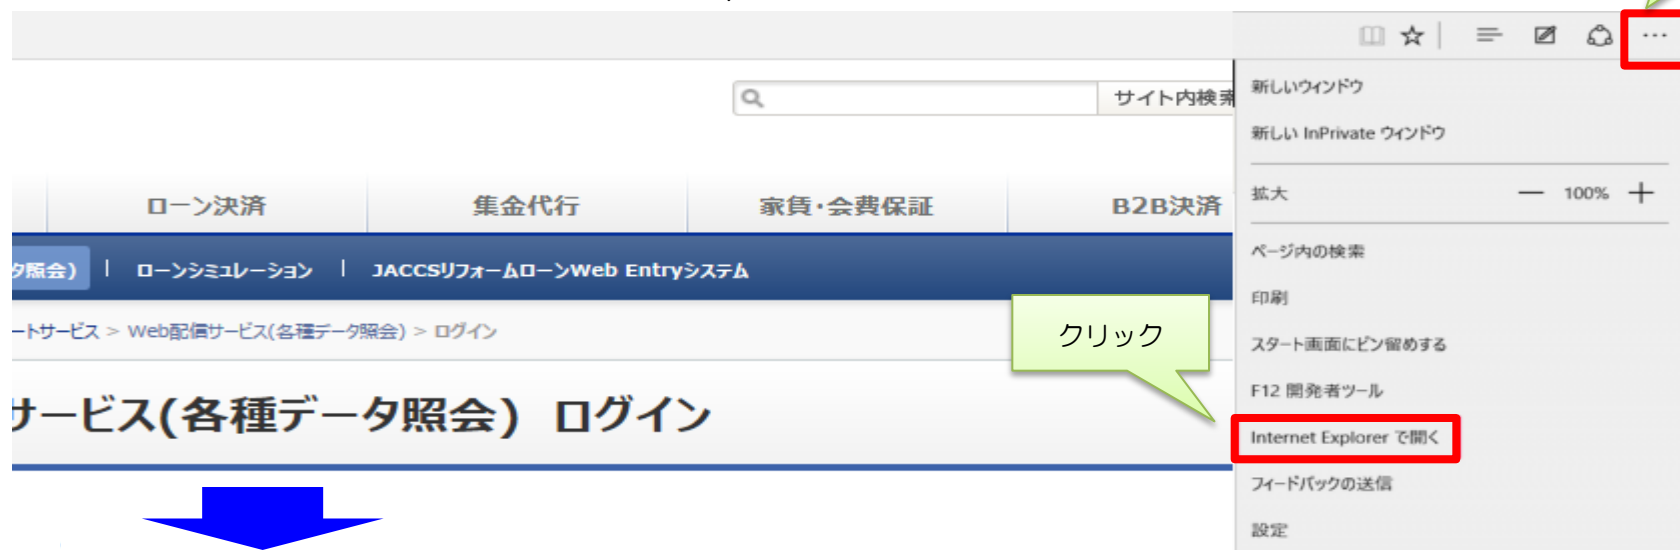 サイト内検索
ローン決済
集金代行
家賃・会費保証
B2B決済
タ照会)
ローンシミュレーション
JACCSリフォームローンWeb Entryシステム
ートサービス > Web配信サービス(各種データ照会) > ログイン
サービス(各種データ照会) ログイン
クリック
新しいウィンドウ
新しい InPrivate ウィンドウ
拡大 100%
ページ内の検索
印刷
スタート画面にピン留めする
F12 開発者ツール
Internet Explorer で開く
フィードバックの送信
設定